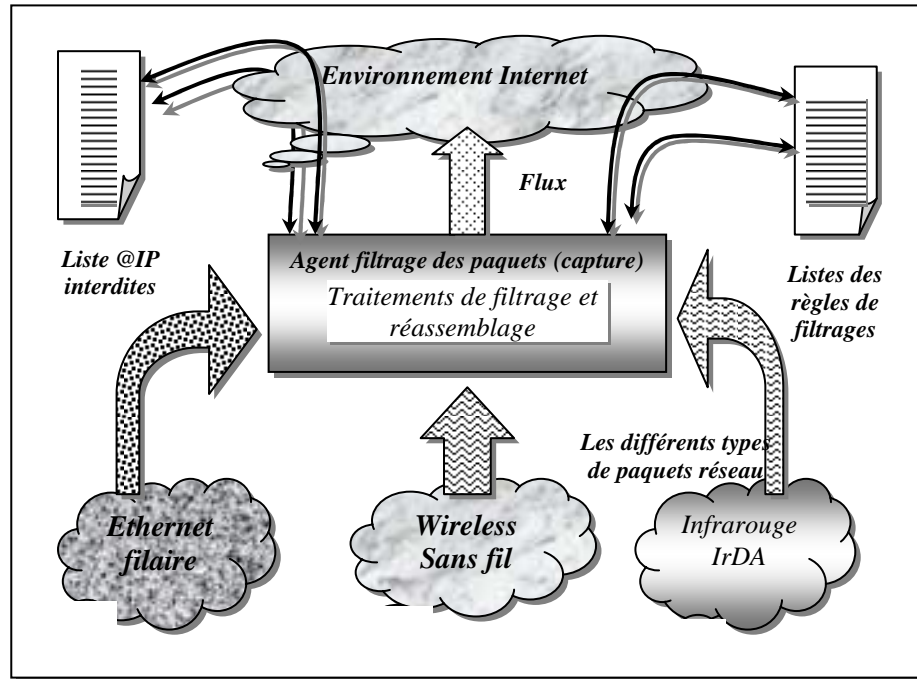 Environnement Internet
Flux
Liste @IP
interdites
Agent filtrage des paquets (capture)
Traitements de filtrage et
réassemblage
Listes des
règles de
filtrages
Les différents types
de paquets réseau
Ethernet
filaire
Wireless
Sans fil
Infrarouge
IrDA